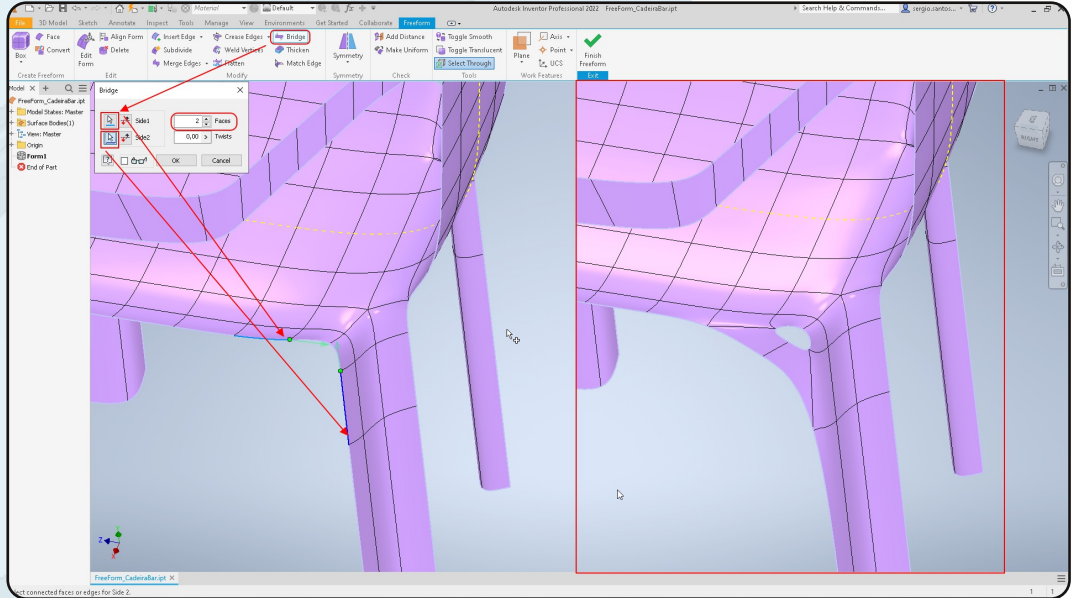 Material
Default
Autodesk Inventor Professional 2022 FreeForm_CadeiraBar.ipt
Search Help & Commands...
sergio.santos...
File 3D Model Sketch Annotate Inspect Tools Manage View Environments Get Started Collaborate Freeform
Face
Convert
Box
Create Freeform
Edit Form
Align Form
Delete
Edit
Insert Edge
Subdivide
Merge Edges
Crease Edges
Weld Vertices
Flatten
Bridge
Thicken
Match Edge
Modify
Symmetry
Symmetry
Add Distance
Make Uniform
Check
Toggle Smooth
Toggle Translucent
Select Through
Tools
Plane
Axis
Point
UCS
Work Features
Finish Freeform
Exit
Model
FreeForm_CadeiraBar.ipt
Model States: Master
Surface Bodies(1)
View: Master
Origin
Form1
End of Part
Bridge
Side1
2 Faces
Side2
0,00 > Twists
OK Cancel
RIGHT
Z
Y
X
FreeForm_CadeiraBar.ipt
connected faces or edges for Side 2.
1 1